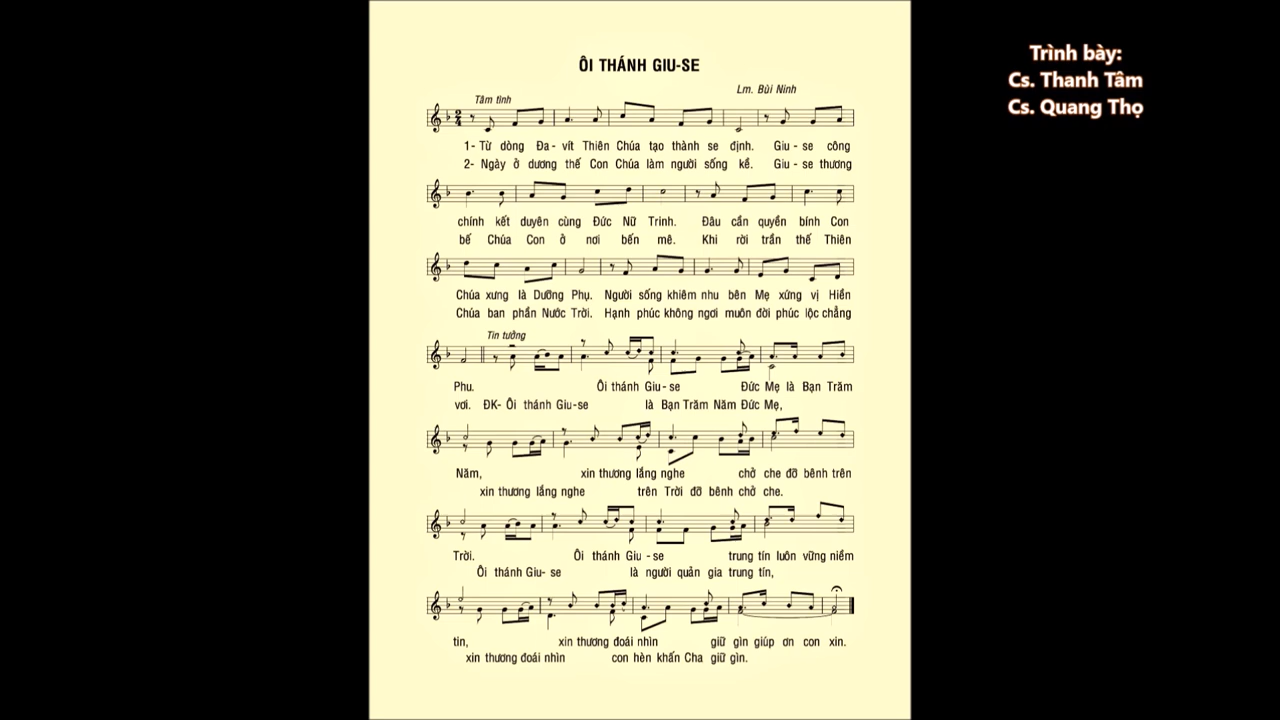 ÔI THÁNH GIU-SE
Lm. Bùi Ninh
Tâm tình
1- Từ dòng Đa - vít Thiên Chúa tạo thành se định. Giu - se công
2- Ngày ở dương thế Con Chúa làm người sống kề. Giu - se thương
chính kết duyên cùng Đức Nữ Trinh. Đâu cần quyền bính Con
bế Chúa Con ở nơi bến mê. Khi rời trần thế Thiên
Chúa xưng là Dưỡng Phụ. Người sống khiêm nhu bên Mẹ xứng vị Hiền
Chúa ban phần Nước Trời. Hạnh phúc không ngơi muôn đời phúc lộc chẳng
Tin tưởng
Phu. Ôi thánh Giu - se Đức Mẹ là Bạn Trăm
vơi. ĐK- Ôi thánh Giu-se là Bạn Trăm Năm Đức Mẹ,
Năm, xin thương lắng nghe chở che đỡ bênh trên
xin thương lắng nghe trên Trời đỡ bênh chở che.
Trời. Ôi thánh Giu - se trung tín luôn vững niềm
Ôi thánh Giu- se là người quản gia trung tín,
tin, xin thương đoái nhìn giữ gìn giúp ơn con xin.
xin thương đoái nhìn con hèn khấn Cha giữ gìn.
Trình bày:
Cs. Thanh Tâm
Cs. Quang Thọ